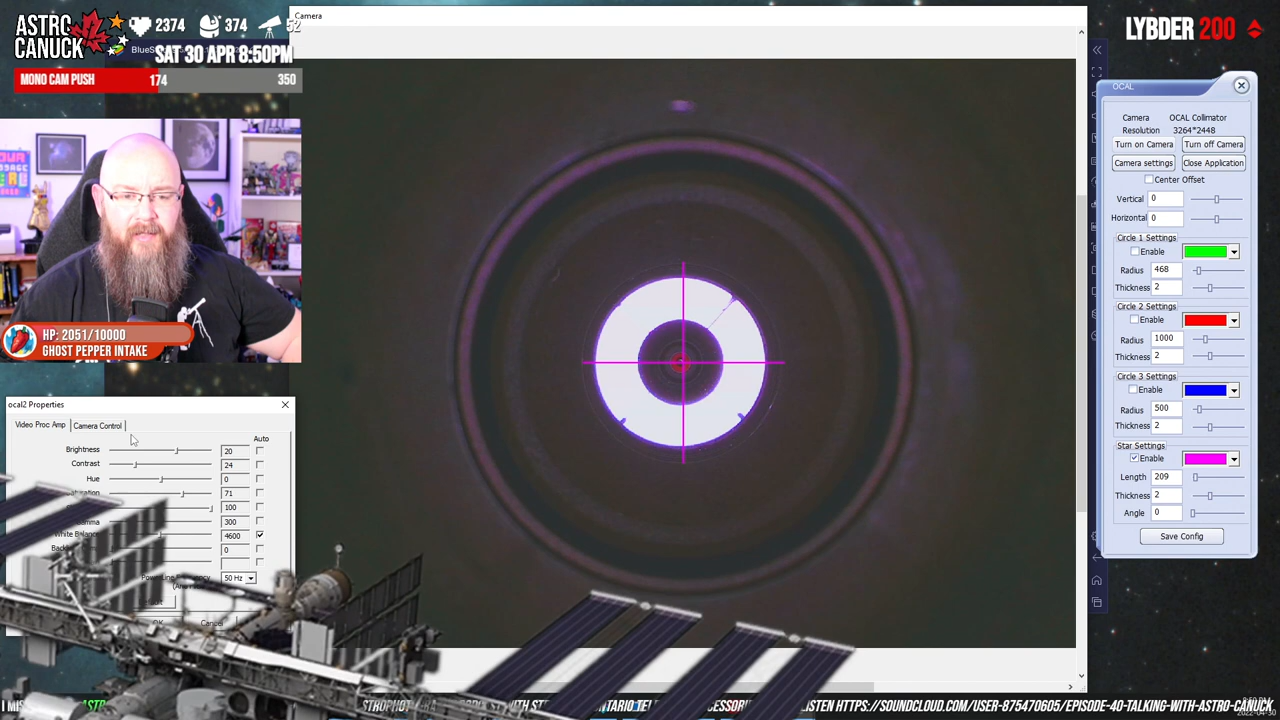 ASTRO
CANUCK
2374
374
52
BlueS
SAT 30 APR 8:50PM
MONO CAM PUSH
174
350
HP: 2051/10000
GHOST PEPPER INTAKE
Camera
LYBDER 200
ocal2 Properties
Video Proc Amp
Camera Control
Auto
Brightness
20
Contrast
24
Hue
0
71
100
300
4600
0
50 Hz
Cancel
OCAL
Camera OCAL Collimator
Resolution 3264*2448
Turn on Camera
Turn off Camera
Camera settings
Close Application
Center Offset
Vertical 0
Horizontal 0
Circle 1 Settings
Enable
Radius 468
Thickness 2
Circle 2 Settings
Enable
Radius 1000
Thickness 2
Circle 3 Settings
Enable
Radius 500
Thickness 2
Star Settings
Enable
Length 209
Thickness 2
Angle 0
Save Config
LISTEN HTTPS://SOUNDCLOUD.COM/USER-875470605/EPISODE-40-TALKING-WITH-ASTRO-CANUCK